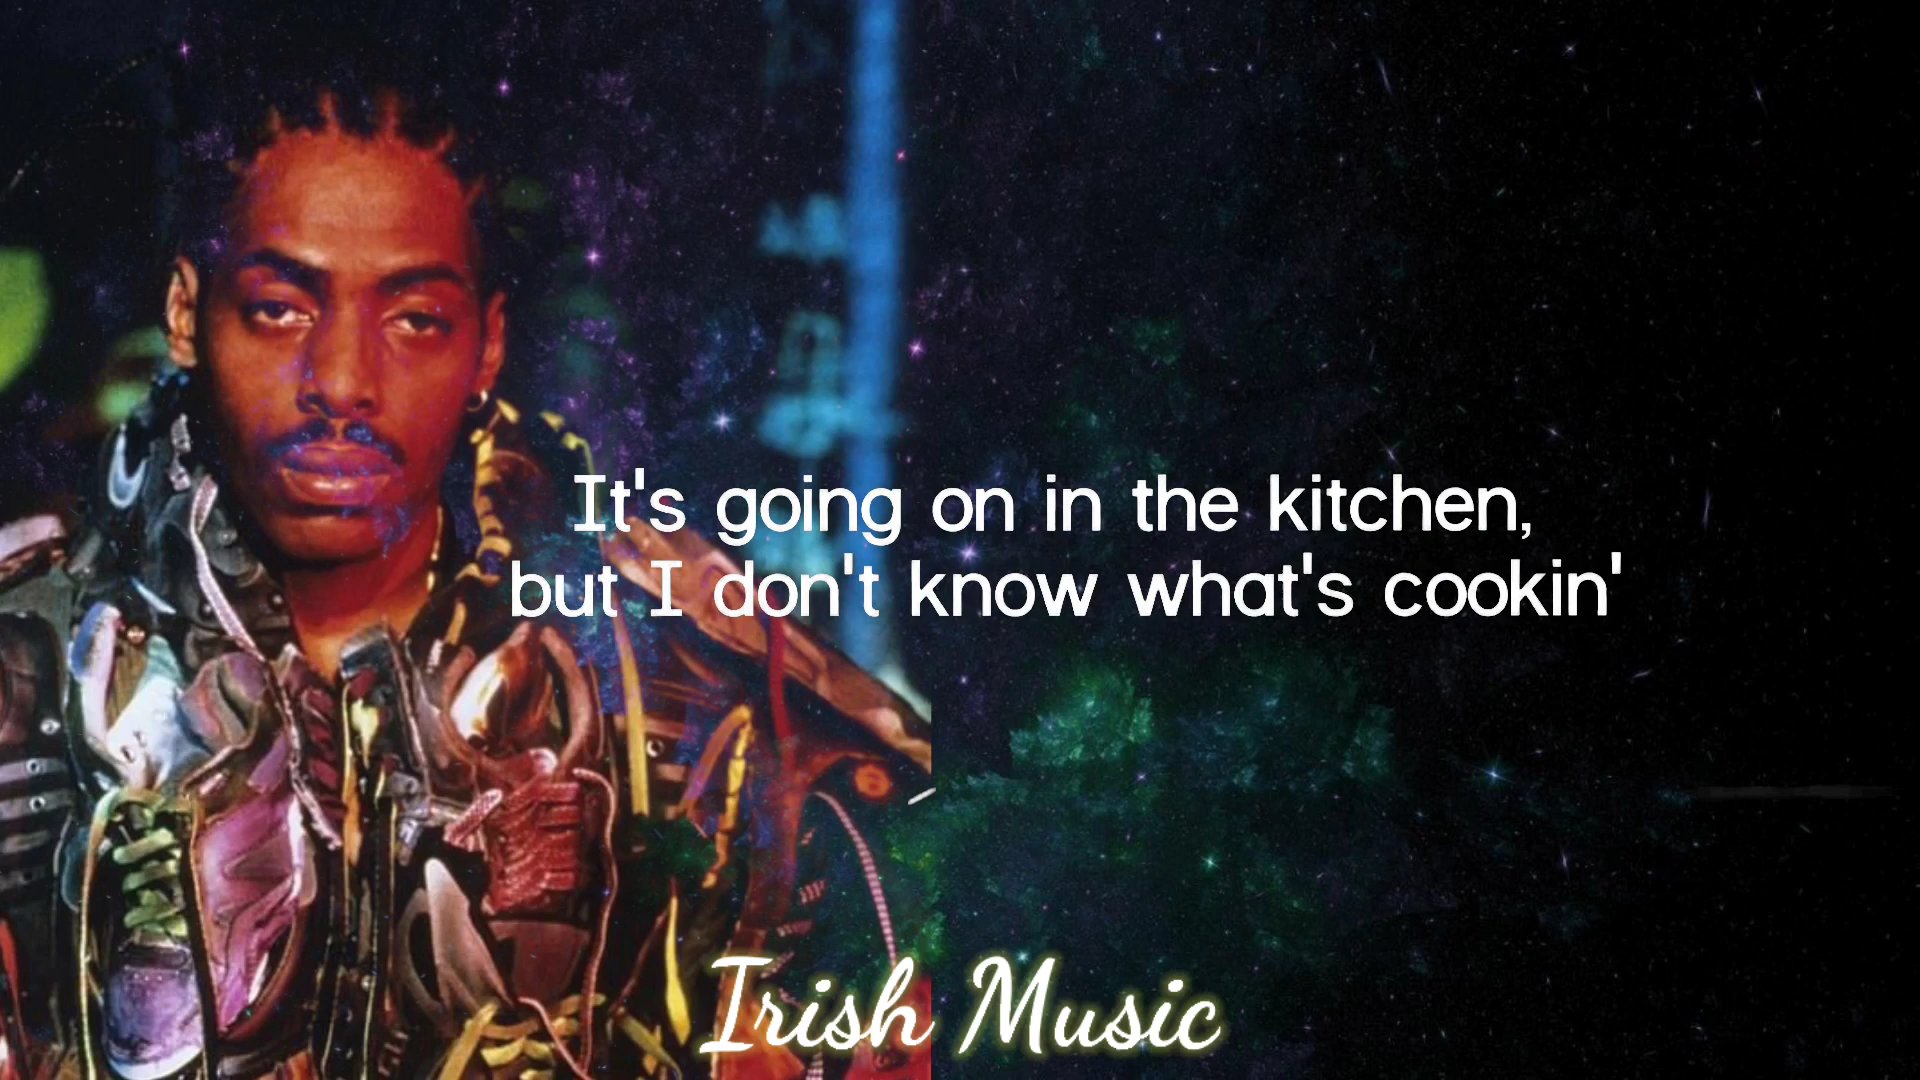 It's going on in the kitchen,
but I don't know what's cookin'
Irish Music